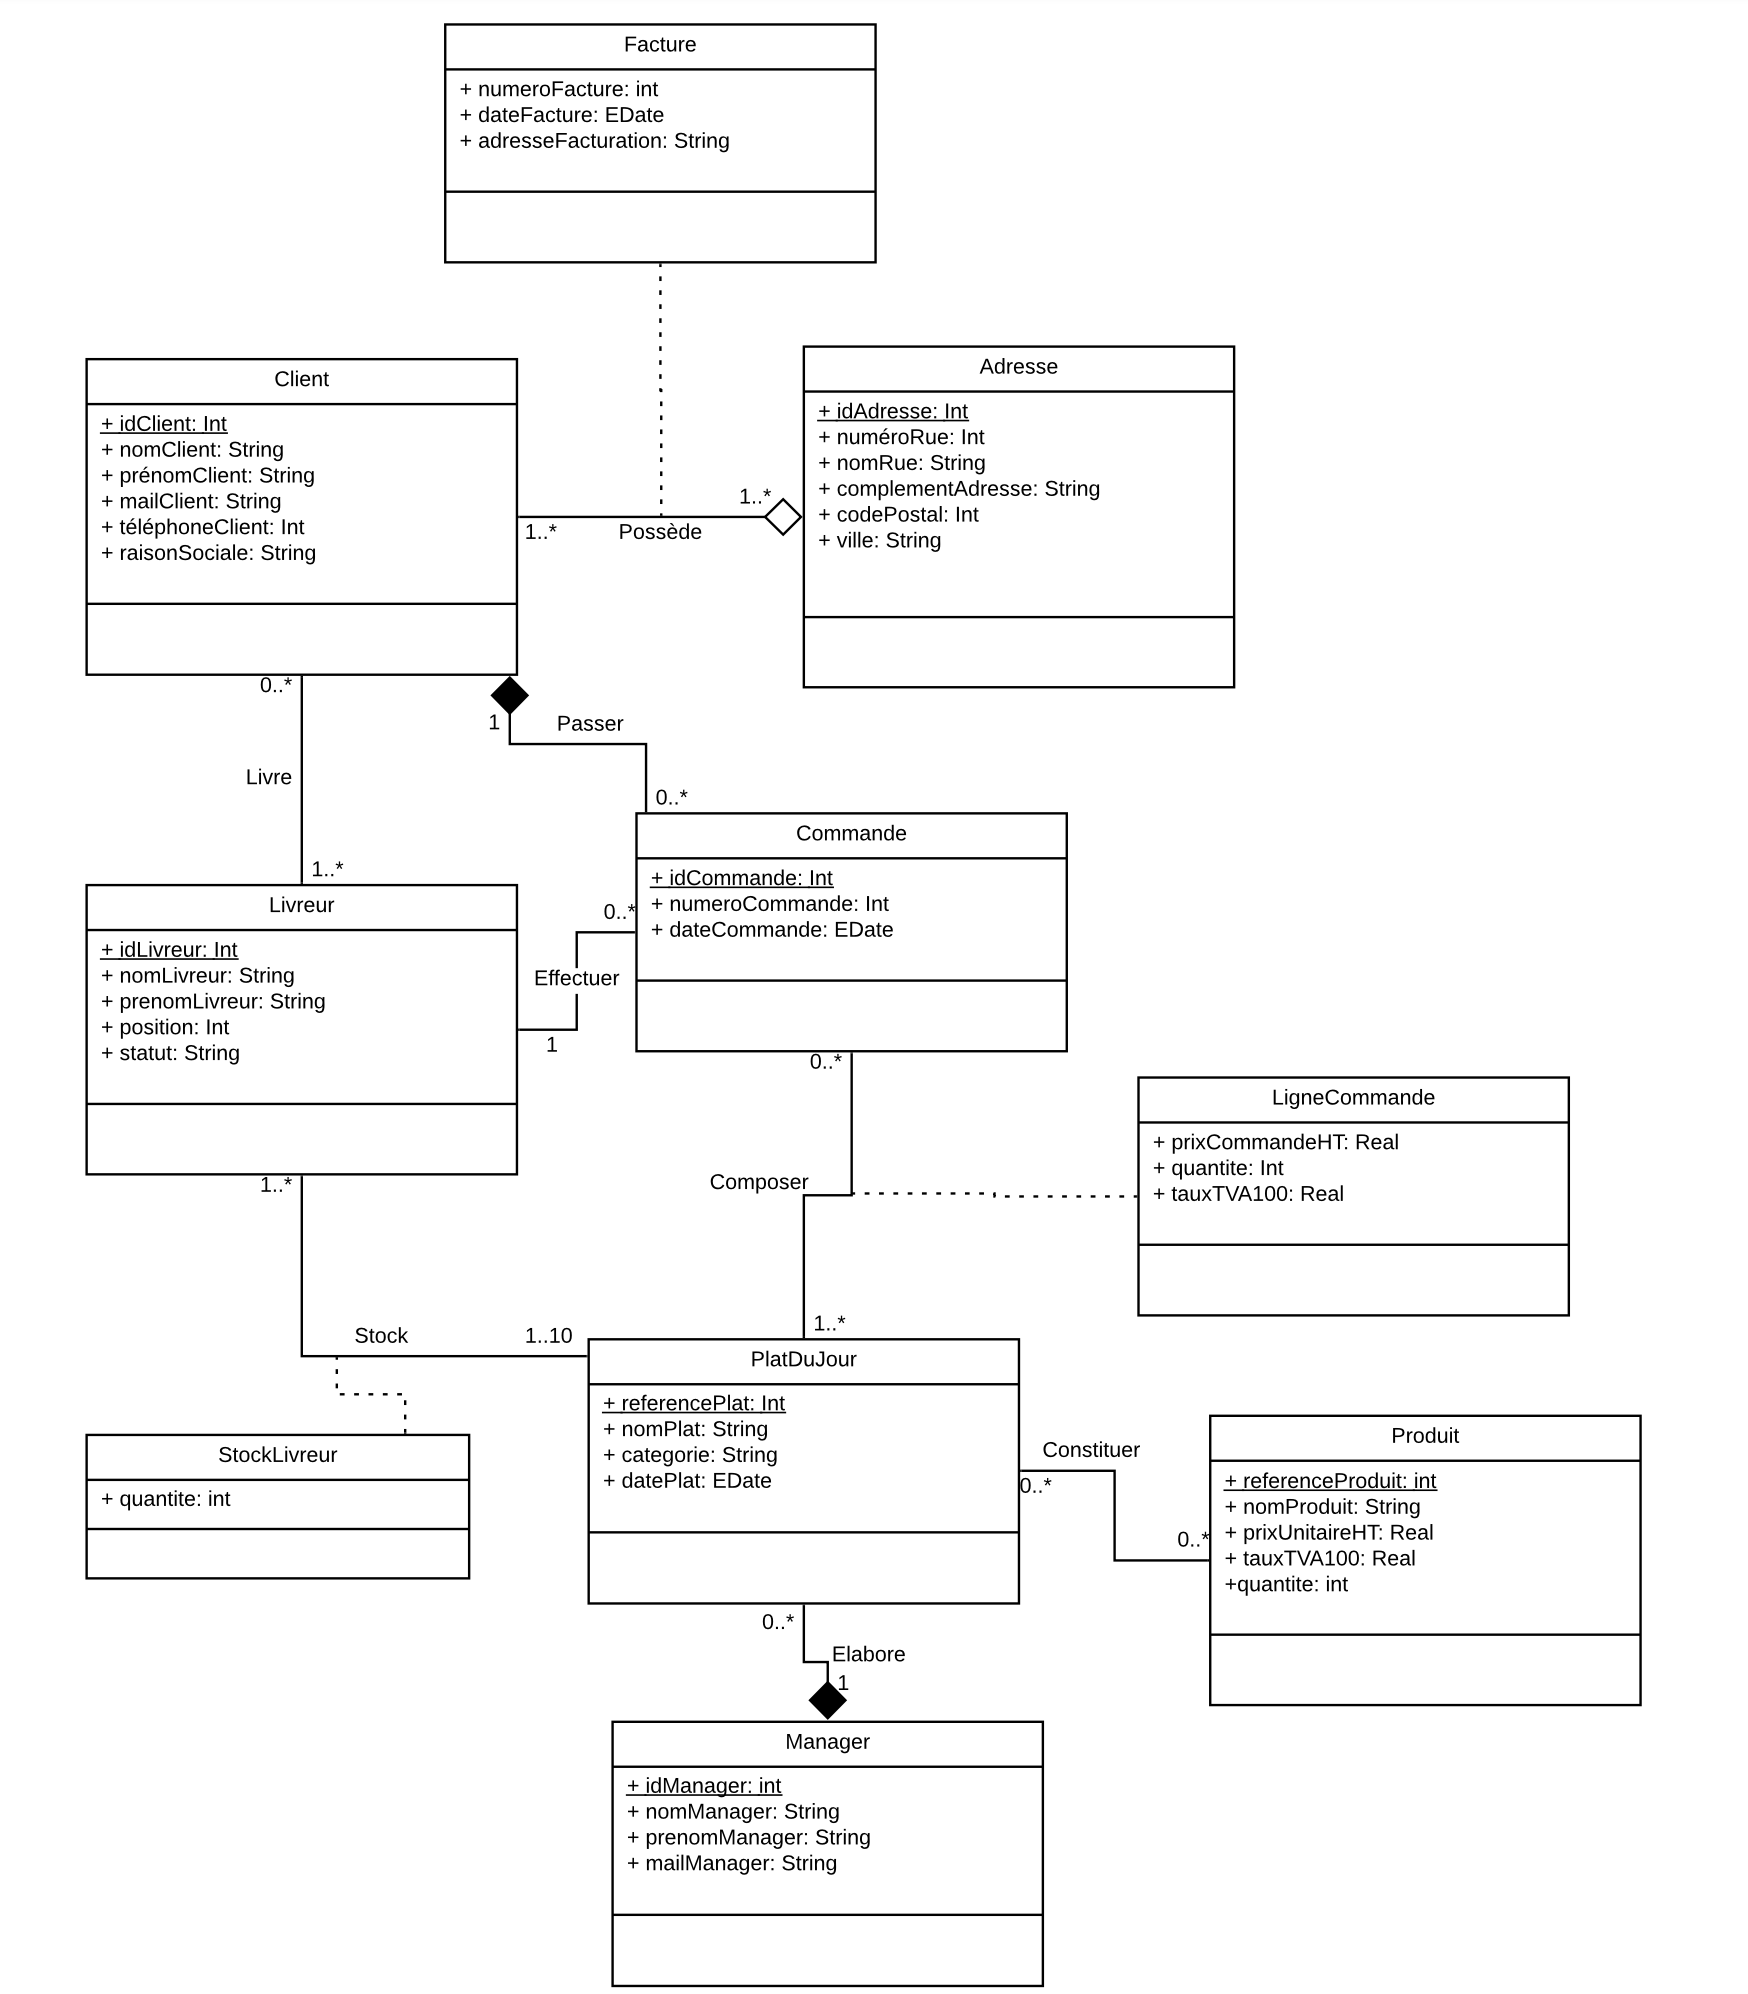 Facture
+ numeroFacture: int
+ dateFacture: EDate
+ adresseFacturation: String
Client
+ idClient: Int
+ nomClient: String
+ prénomClient: String
+ mailClient: String
+ téléphoneClient: Int
+ raisonSociale: String
Adresse
+ idAdresse: Int
+ numéroRue: Int
+ nomRue: String
+ complementAdresse: String
+ codePostal: Int
+ ville: String
1..*
1..*
Possède
0..*
1
Passer
Livre
0..*
1..*
Commande
+ idCommande: Int
+ numeroCommande: Int
+ dateCommande: EDate
Livreur
+ idLivreur: Int
+ nomLivreur: String
+ prenomLivreur: String
+ position: Int
+ statut: String
0..*
Effectuer
1
0..*
LigneCommande
+ prixCommandeHT: Real
+ quantite: Int
+ tauxTVA100: Real
Composer
1..*
1..*
Stock
1..10
PlatDuJour
+ referencePlat: Int
+ nomPlat: String
+ categorie: String
+ datePlat: EDate
StockLivreur
+ quantite: int
Constituer
0..*
0..*
Produit
+ referenceProduit: int
+ nomProduit: String
+ prixUnitaireHT: Real
+ tauxTVA100: Real
+quantite: int
0..*
Elabore
1
Manager
+ idManager: int
+ nomManager: String
+ prenomManager: String
+ mailManager: String